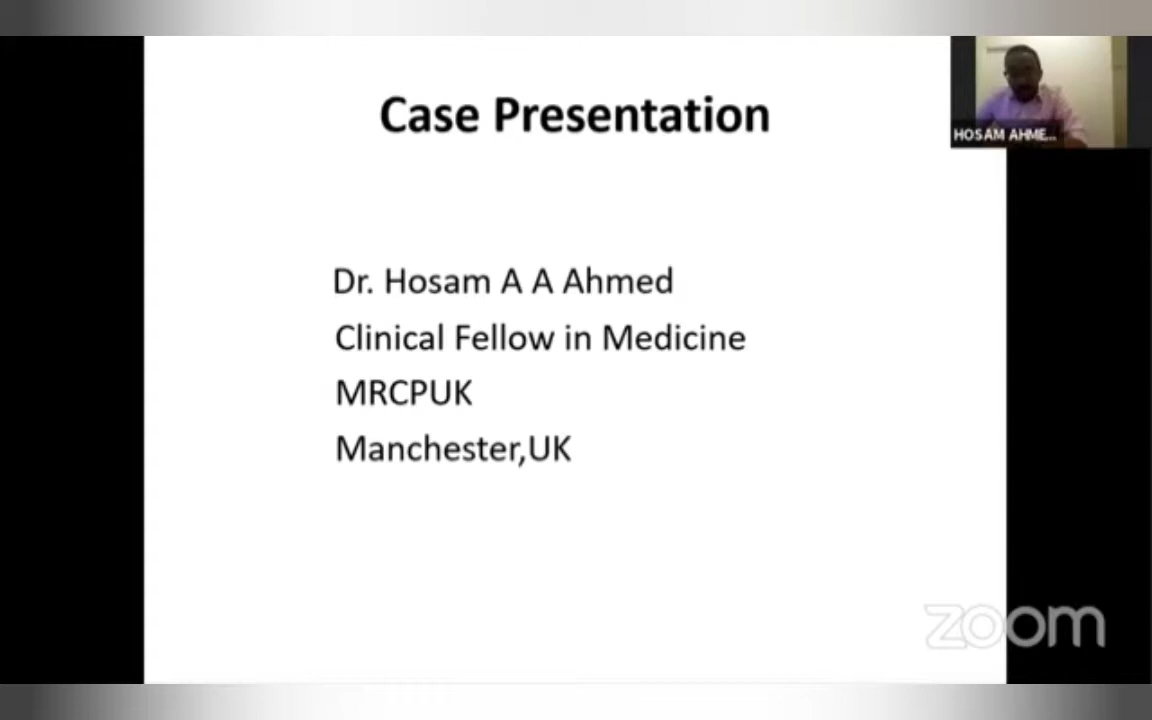 Case Presentation
HOSAM AHME...
Dr. Hosam A A Ahmed
Clinical Fellow in Medicine
MRCPUK
Manchester,UK
zoom